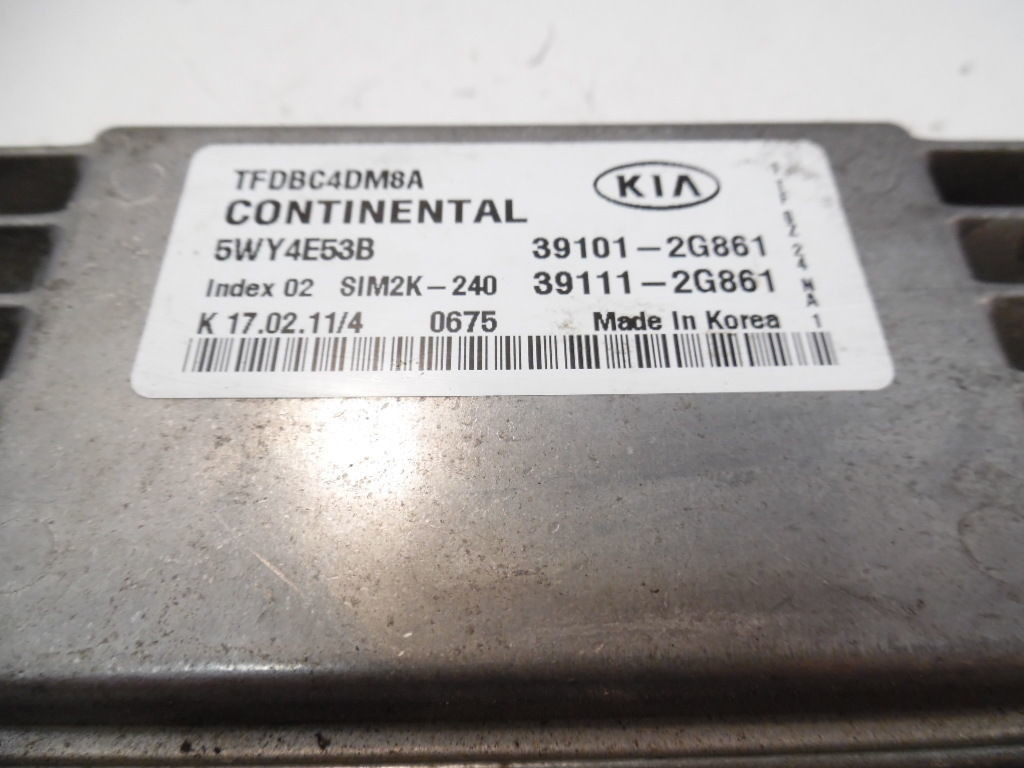 TFDBC4DM8A
KIA
CONTINENTAL
5WY4E53B 39101-2G861
Index 02 SIM2K-240 39111-2G861
K 17.02.11/4 0675 Made In Korea